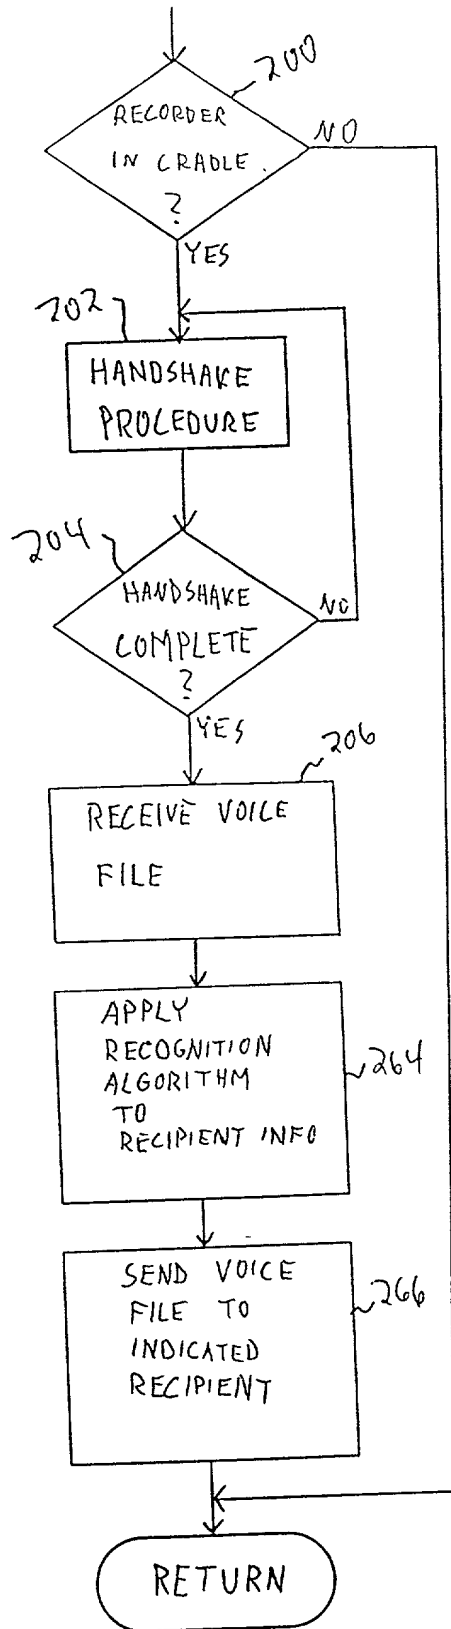 200
RECORDER
IN CRADLE
?
NO
YES
202
HANDSHAKE
PROCEDURE
204
HANDSHAKE
COMPLETE
?
NO
YES
206
RECEIVE VOICE
FILE
APPLY
RECOGNITION
ALGORITHM
TO
RECIPIENT INFO
264
SEND VOICE
FILE TO
INDICATED
RECIPIENT
266
RETURN